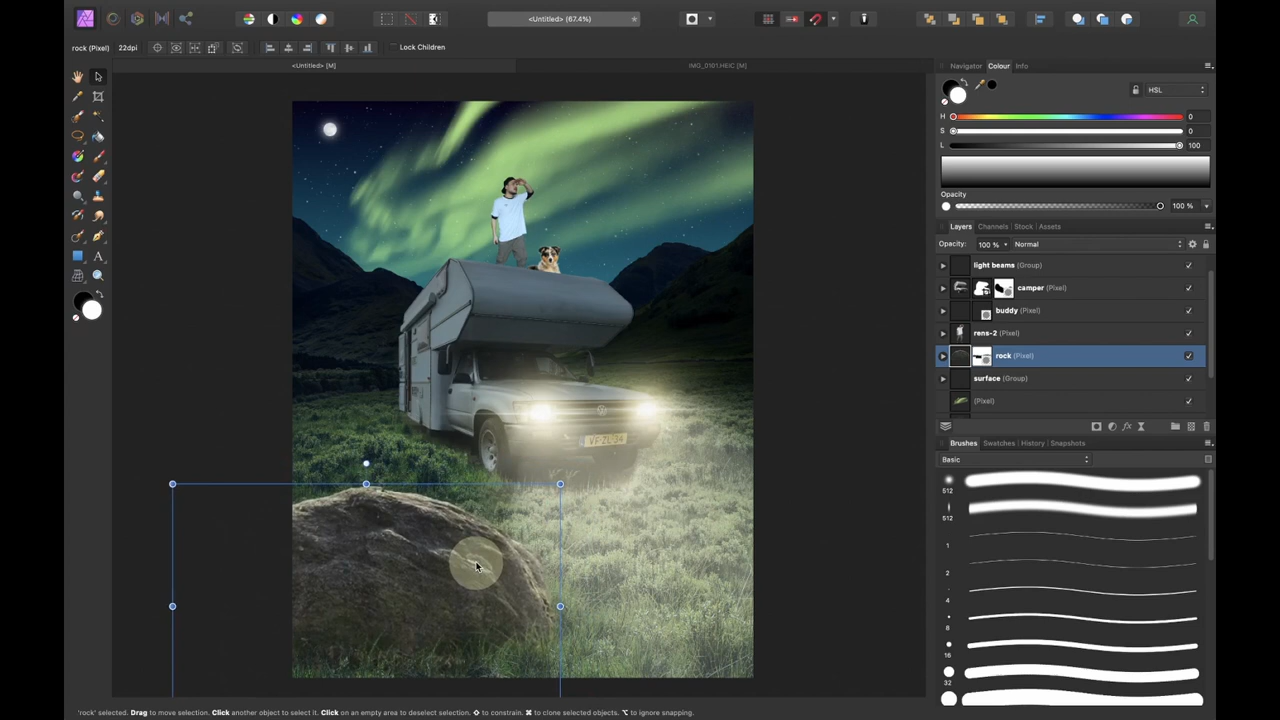 <Untitled> (67.4%)
rock (Pixel)
22dpi
Lock Children
<Untitled> [M]
IMG_0101.HEIC [M]
Navigator
Colour
Info
HSL
H
0
S
0
L
100
Opacity
100 %
Layers
Channels
Stock
Assets
Opacity:
100 %
Normal
light beams (Group)
camper (Pixel)
buddy (Pixel)
rens-2 (Pixel)
rock (Pixel)
surface (Group)
(Pixel)
Brushes
Swatches
History
Snapshots
Basic
512
512
1
2
4
8
16
32
VF-ZL-34
'rock' selected. Drag to move selection. Click another object to select it. Click on an empty area to deselect selection. ⇧ to constrain. ⌘ to clone selected objects. ⌥ to ignore snapping.